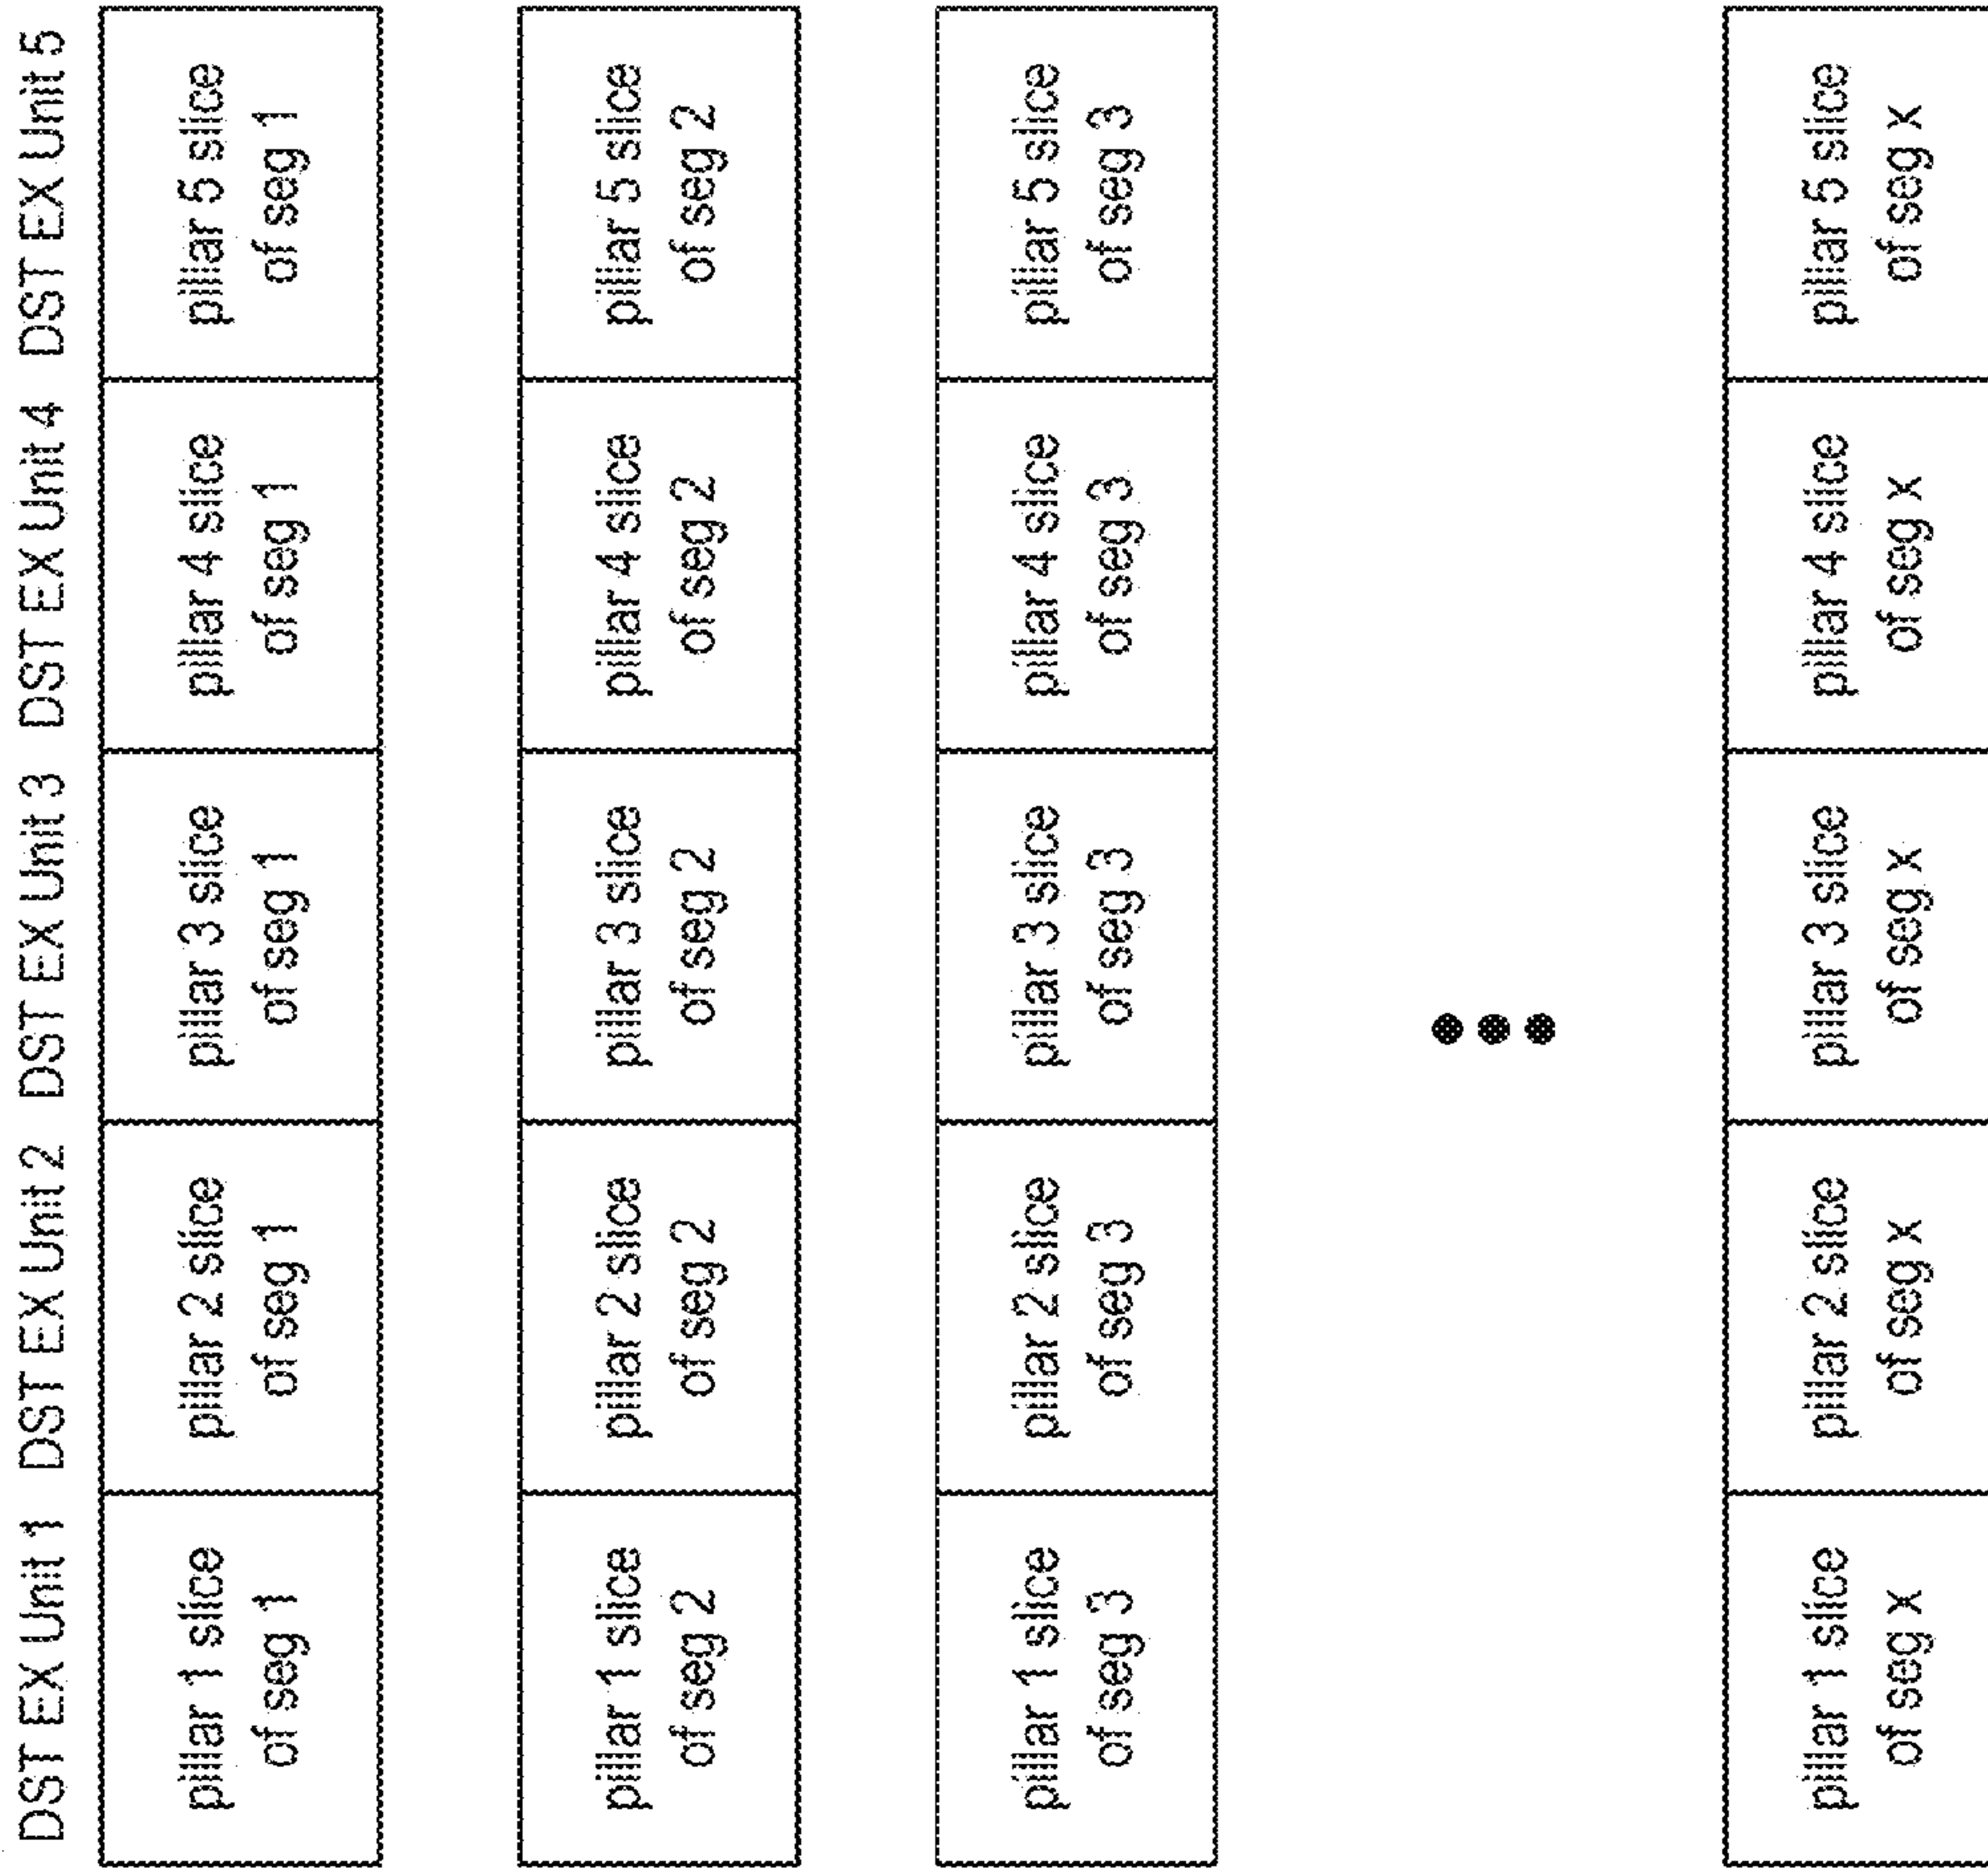 DST EX Unit 1 DST EX Unit 2 DST EX Unit 3 DST EX Unit 4 DST EX Unit 5
pillar 1 slice
of seg 1
pillar 2 slice
of seg 1
pillar 3 slice
of seg 1
pillar 4 slice
of seg 1
pillar 5 slice
of seg 1
pillar 1 slice
of seg 2
pillar 2 slice
of seg 2
pillar 3 slice
of seg 2
pillar 4 slice
of seg 2
pillar 5 slice
of seg 2
pillar 1 slice
of seg 3
pillar 2 slice
of seg 3
pillar 3 slice
of seg 3
pillar 4 slice
of seg 3
pillar 5 slice
of seg 3
pillar 1 slice
of seg x
pillar 2 slice
of seg x
pillar 3 slice
of seg x
pillar 4 slice
of seg x
pillar 5 slice
of seg x